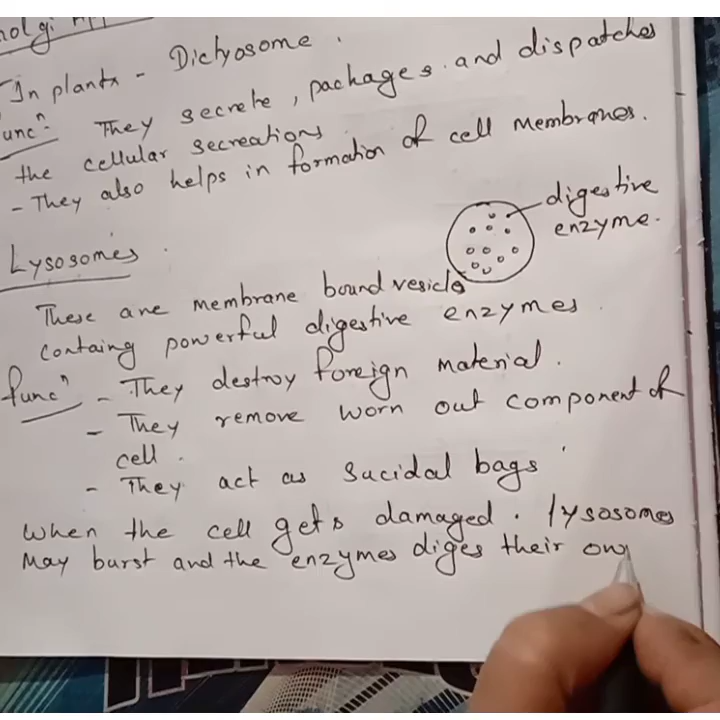 In plants - Dictyosome.
Funcⁿ- They secrete, packages and dispatches
the cellular secreations
- They also helps in formation of cell membranes.
digestive
enzyme.
Lysosomes
These are membrane bound vesicle
containg powerful digestive enzymes.
funcⁿ - They destroy foreign material.
- They remove worn out component of
cell.
- They act as sucidal bags
when the cell gets damaged. lysosomes
may burst and the enzymes diges their own